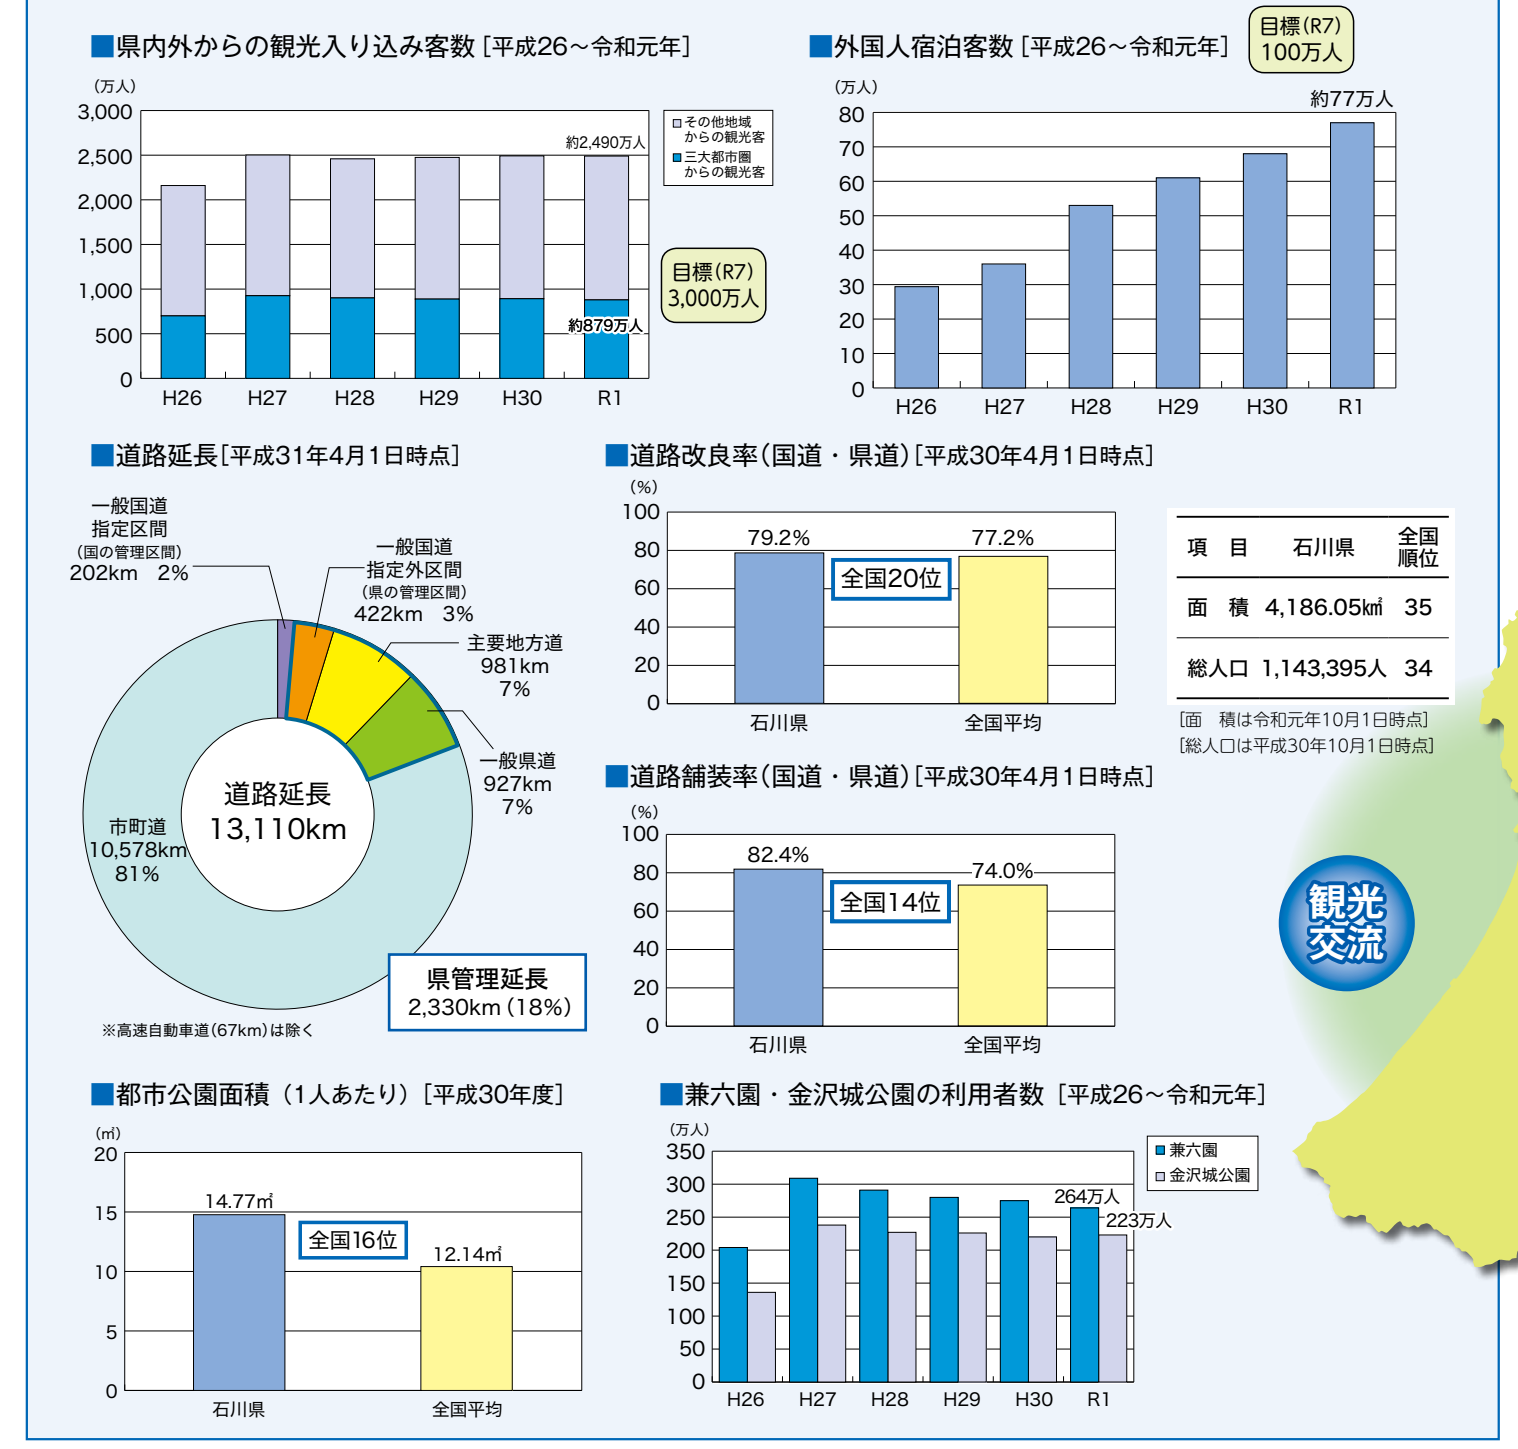 ■県内外からの観光入り込み客数［平成26～令和元年］
（万人）
3,000
2,500
2,000
1,500
1,000
500
0
約2,490万人
約879万人
H26 H27 H28 H29 H30 R1
□その他地域
からの観光客
■三大都市圏
からの観光客
目標（R7）
3,000万人
■外国人宿泊客数［平成26～令和元年］
目標（R7）
100万人
（万人）
80
70
60
50
40
30
20
10
0
約77万人
H26 H27 H28 H29 H30 R1
■道路延長［平成31年4月1日時点］
一般国道
指定区間
（国の管理区間）
202km 2%
一般国道
指定外区間
（県の管理区間）
422km 3%
主要地方道
981km
7%
一般県道
927km
7%
市町道
10,578km
81%
道路延長
13,110km
県管理延長
2,330km（18%）
※高速自動車道（67km）は除く
■道路改良率（国道・県道）［平成30年4月1日時点］
（%）
100
80
60
40
20
0
79.2%
77.2%
全国20位
石川県 全国平均
項　目 石川県 全国
順位
面　積 4,186.05㎢ 35
総人口 1,143,395人 34
［面　積は令和元年10月1日時点］
［総人口は平成30年10月1日時点］
■道路舗装率（国道・県道）［平成30年4月1日時点］
（%）
100
80
60
40
20
0
82.4%
74.0%
全国14位
石川県 全国平均
観光
交流
■都市公園面積（1人あたり）［平成30年度］
（㎡）
20
15
10
5
0
14.77㎡
12.14㎡
全国16位
石川県 全国平均
■兼六園・金沢城公園の利用者数［平成26～令和元年］
（万人）
350
300
250
200
150
100
50
0
264万人
223万人
H26 H27 H28 H29 H30 R1
■兼六園
□金沢城公園